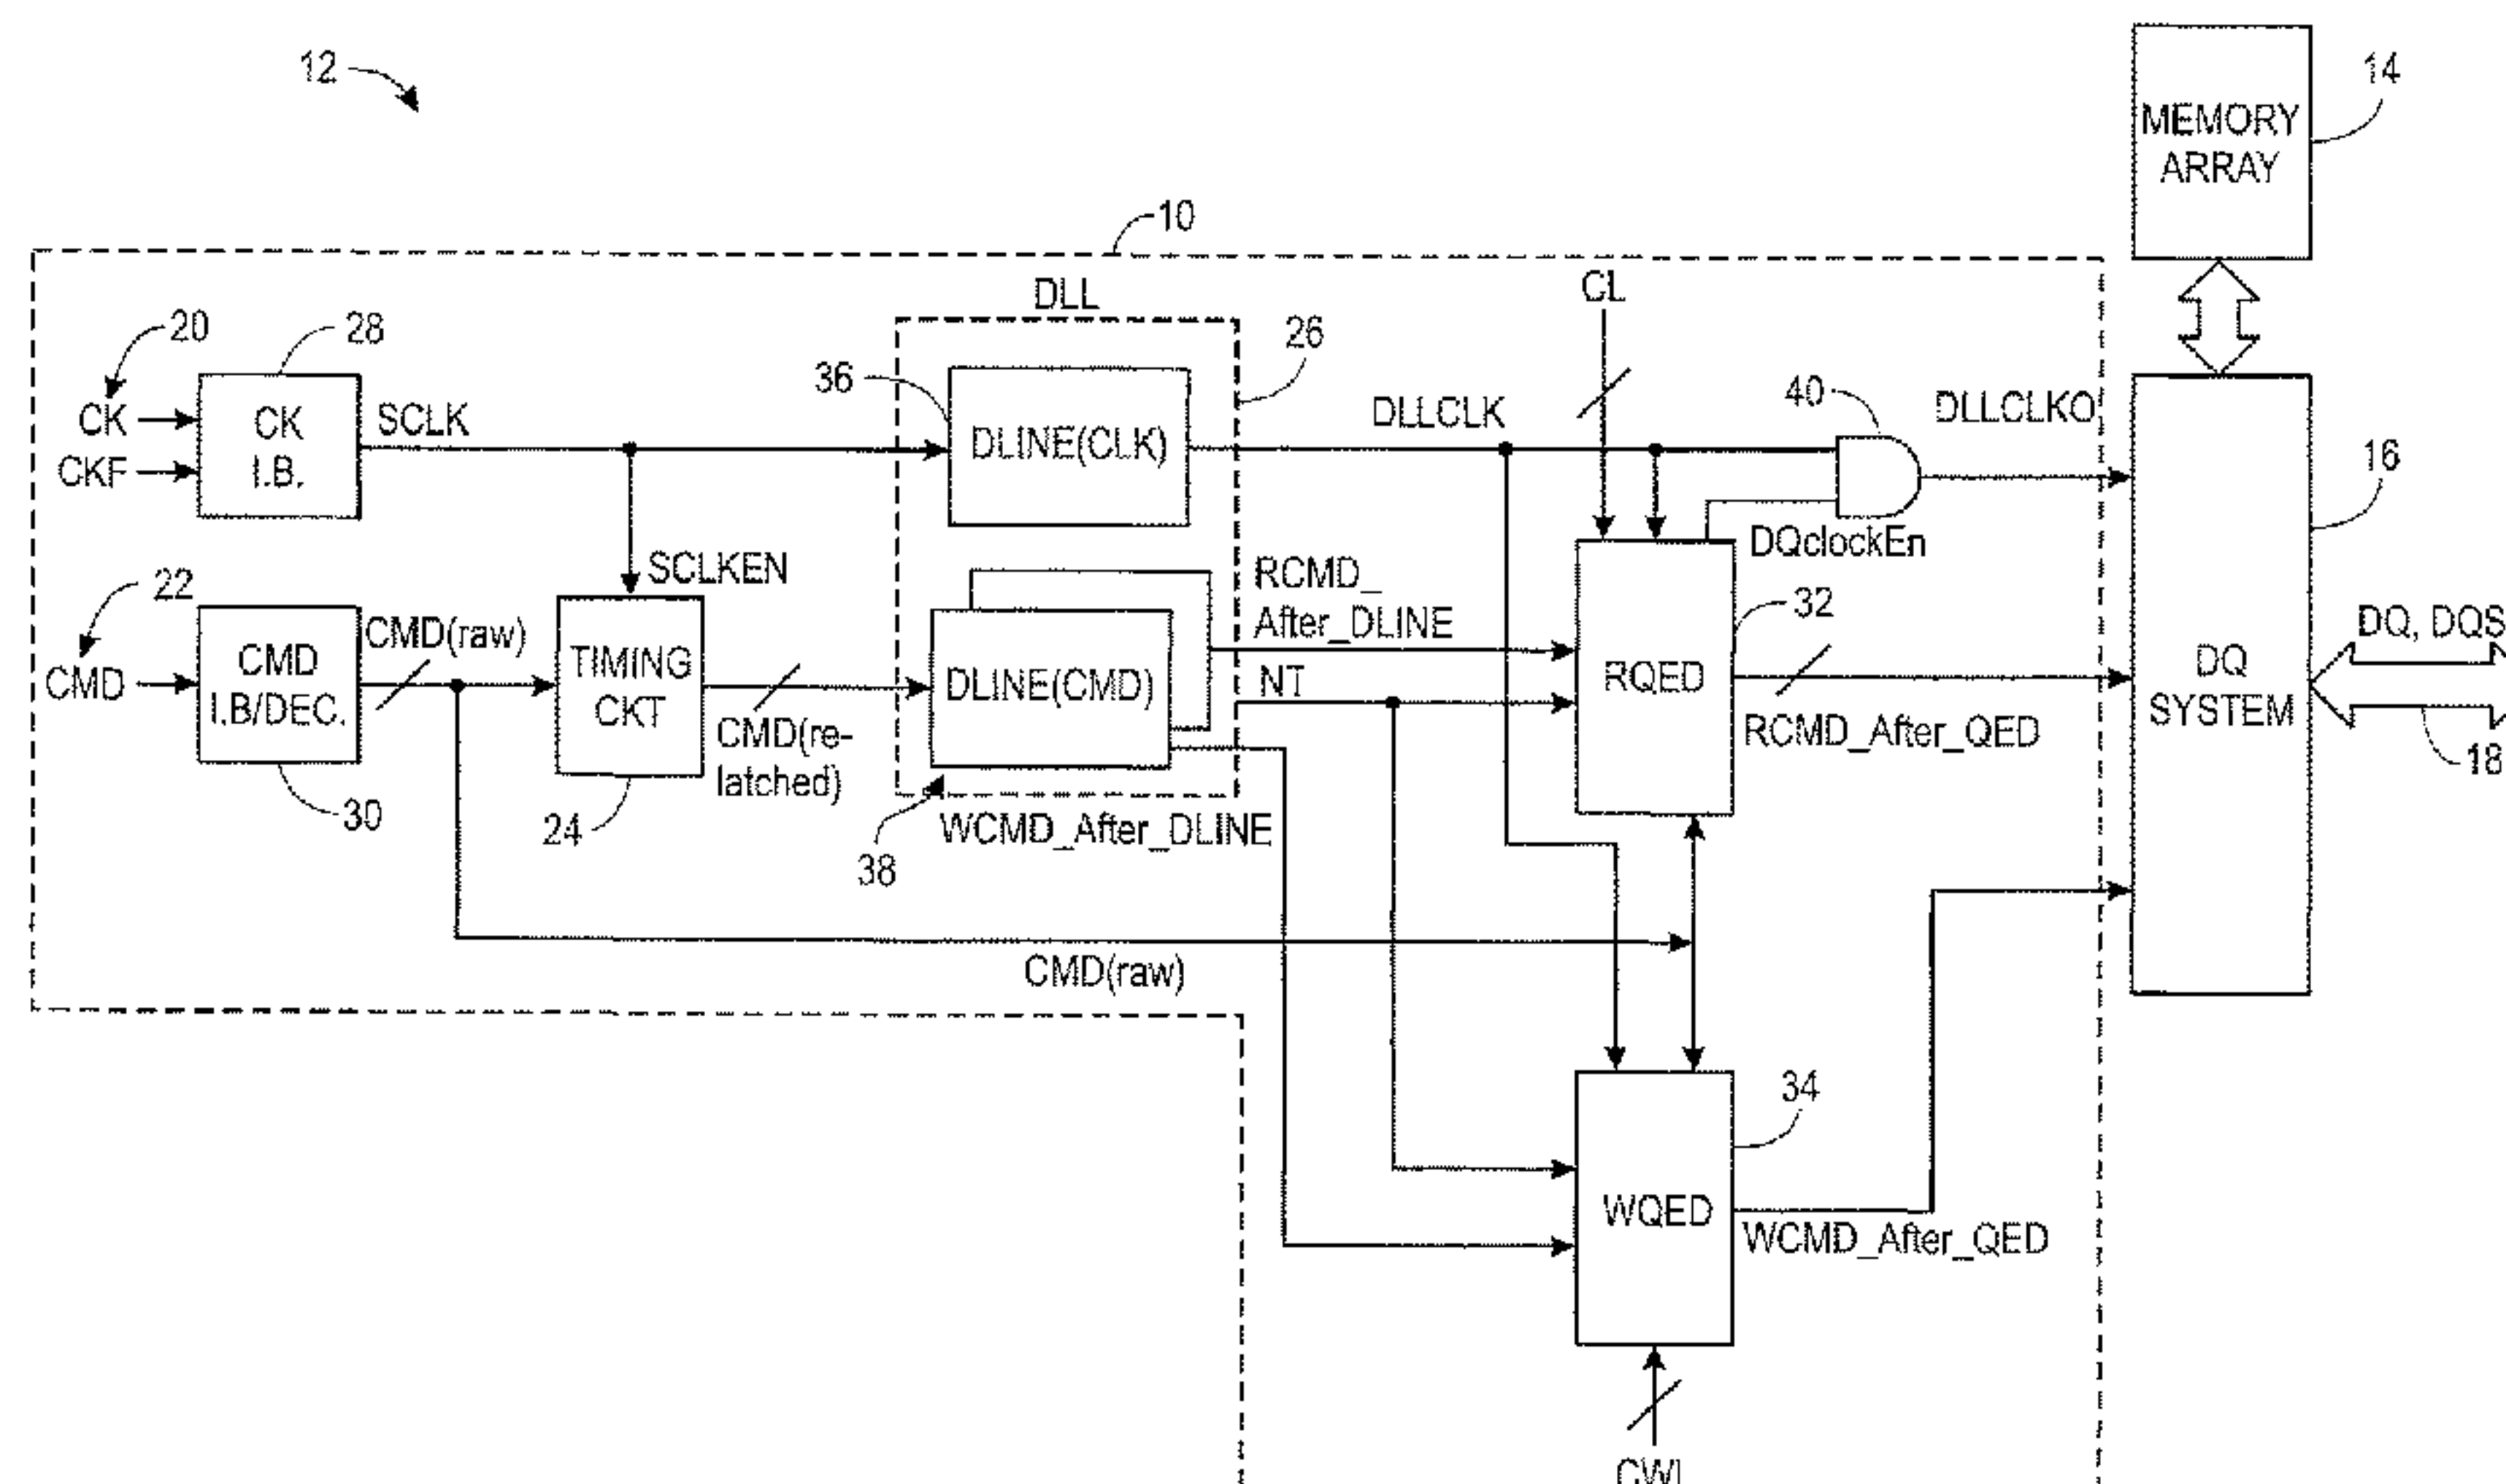 12
MEMORY
ARRAY
14
10
DLL
CL
20
28
26
36
40
CK
CKF
CK
I.B.
SCLK
DLINE(CLK)
DLLCLK
DLLCLKO
16
SCLKEN
DQclockEn
22
RCMD_
After_DLINE
32
CMD
CMD
I.B/DEC.
CMD(raw)
TIMING
CKT
DLINE(CMD)
NT
RQED
DQ
SYSTEM
DQ, DQS
CMD(re-
latched)
RCMD_After_QED
18
30
24
38
WCMD_After_DLINE
CMD(raw)
34
WQED
WCMD_After_QED